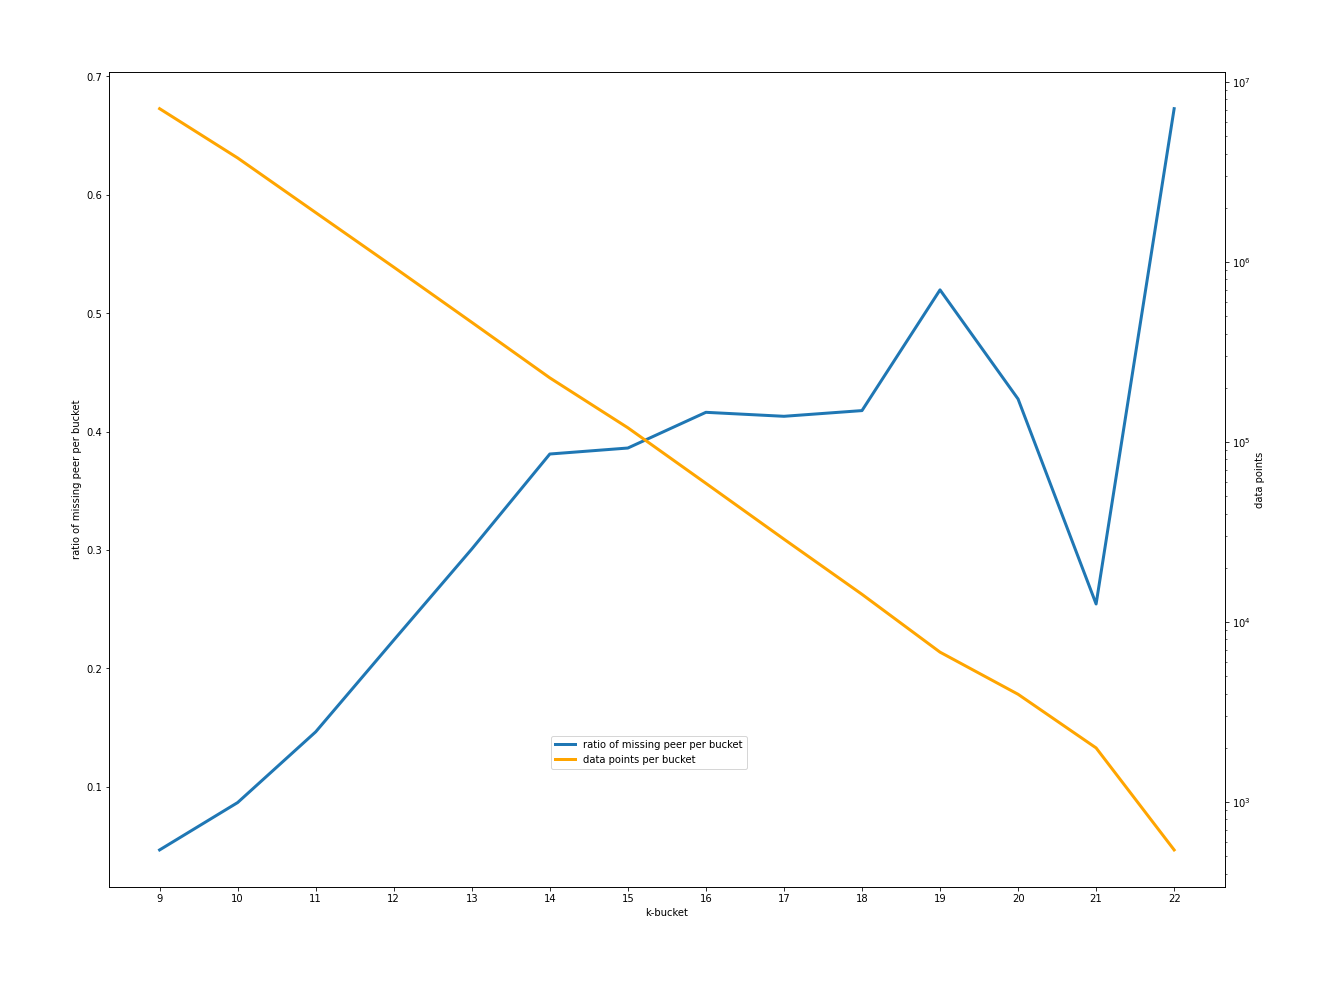 0.7
0.6
0.5
0.4
0.3
0.2
0.1
ratio of missing peer per bucket
10⁷
10⁶
10⁵
10⁴
10³
data points
ratio of missing peer per bucket
data points per bucket
9 10 11 12 13 14 15 16 17 18 19 20 21 22
k-bucket